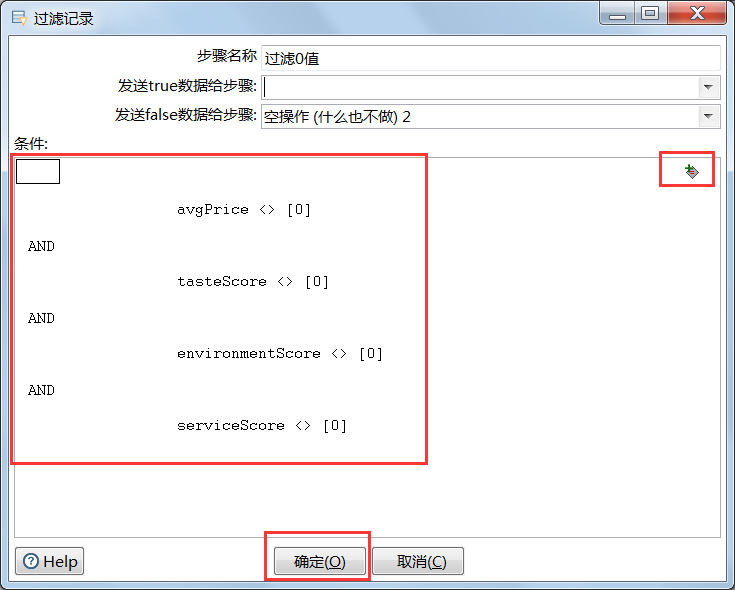 过滤记录
步骤名称 过滤0值
发送true数据给步骤:
发送false数据给步骤: 空操作 (什么也不做) 2
条件:
avgPrice <> [0]
AND
tasteScore <> [0]
AND
environmentScore <> [0]
AND
serviceScore <> [0]
Help 确定(O) 取消(C)